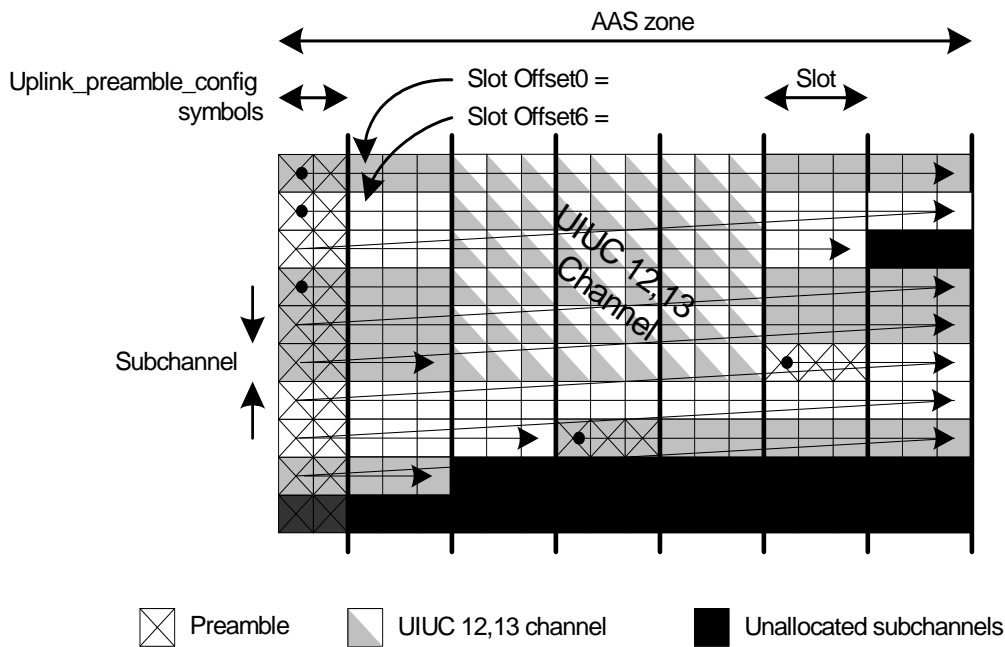 AAS zone
Uplink_preamble_config
symbols
Slot Offset0 =
Slot Offset6 =
Slot
UIUC 12,13
Channel
Subchannel
Preamble
UIUC 12,13 channel
Unallocated subchannels